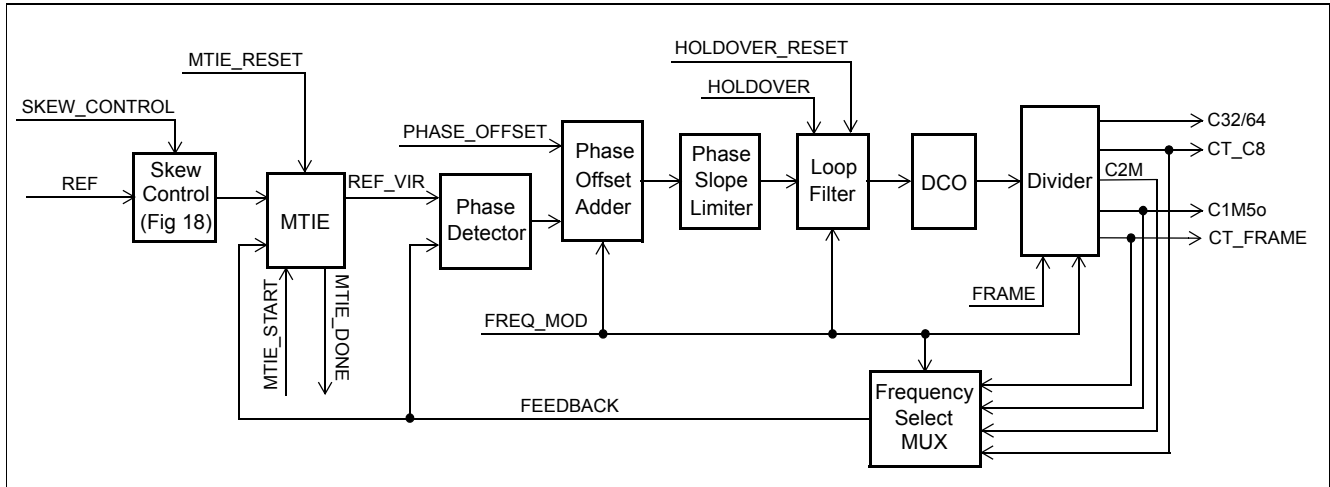 MTIE_RESET
HOLDOVER_RESET
HOLDOVER
SKEW_CONTROL
PHASE_OFFSET
REF
Skew
Control
(Fig 18)
MTIE
REF_VIR
Phase
Detector
Phase
Offset
Adder
Phase
Slope
Limiter
Loop
Filter
DCO
Divider
C32/64
CT_C8
C2M
C1M5o
CT_FRAME
MTIE_START
MTIE_DONE
FRAME
FREQ_MOD
FEEDBACK
Frequency
Select
MUX